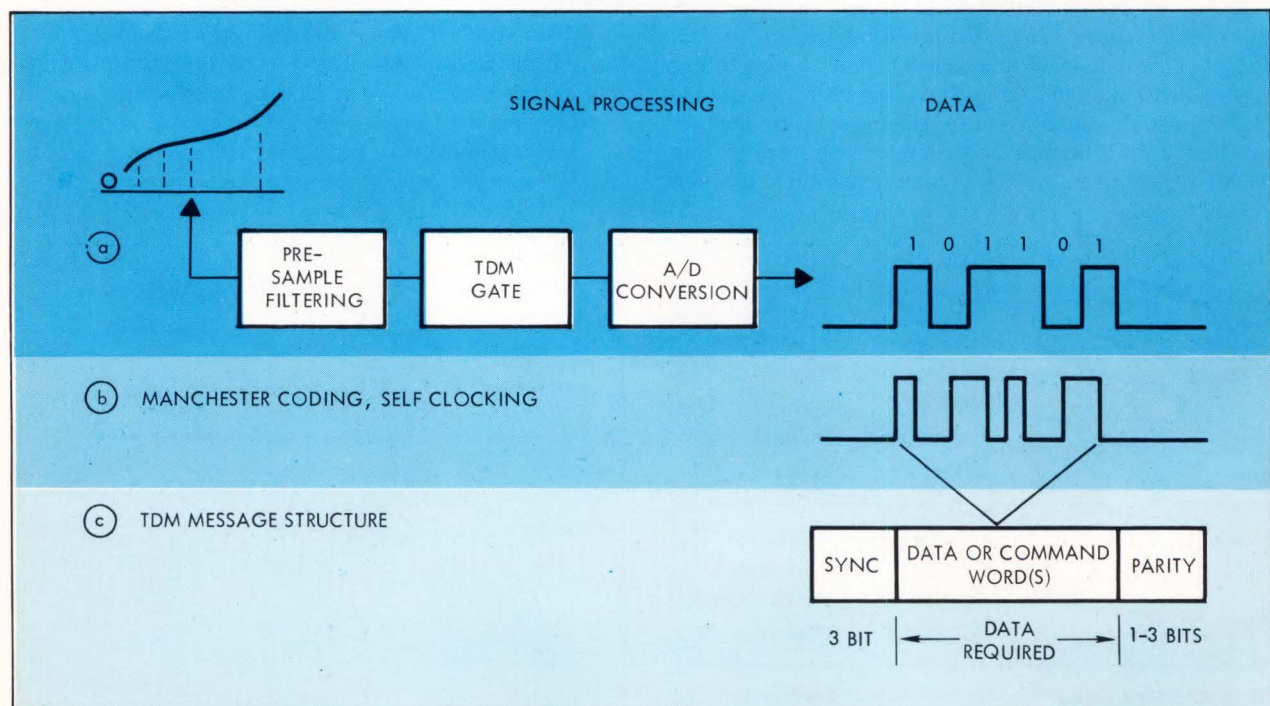 SIGNAL PROCESSING
DATA
a
PRE-
SAMPLE
FILTERING
TDM
GATE
A/D
CONVERSION
1 0 1 1 0 1
b MANCHESTER CODING, SELF CLOCKING
c TDM MESSAGE STRUCTURE
SYNC
DATA OR COMMAND
WORD(S)
PARITY
3 BIT
DATA
REQUIRED
1-3 BITS